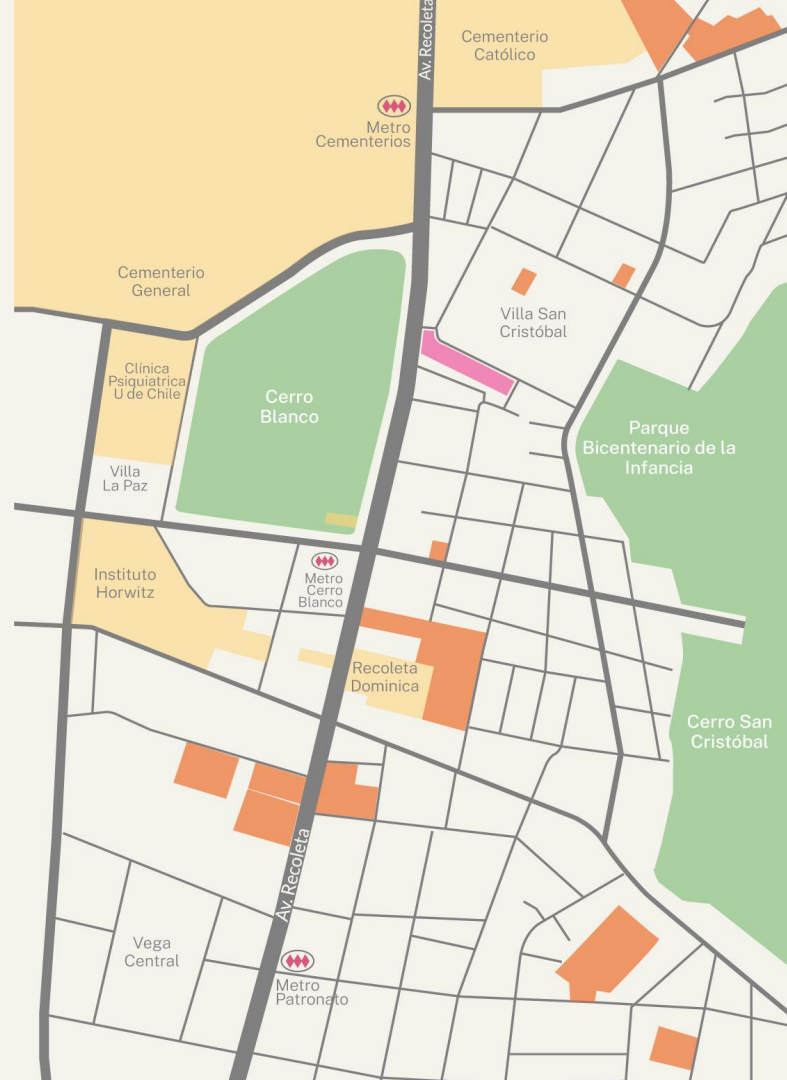 Av. Recoleta
Cementerio
Católico
Metro
Cementerios
Cementerio
General
Villa San
Cristóbal
Clínica
Psiquiatrica
U de Chile
Cerro
Blanco
Parque
Bicentenario de la
Infancia
Villa
La Paz
Instituto
Horwitz
Metro
Cerro
Blanco
Recoleta
Dominica
Cerro San
Cristóbal
Av. Recoleta
Vega
Central
Metro
Patronato